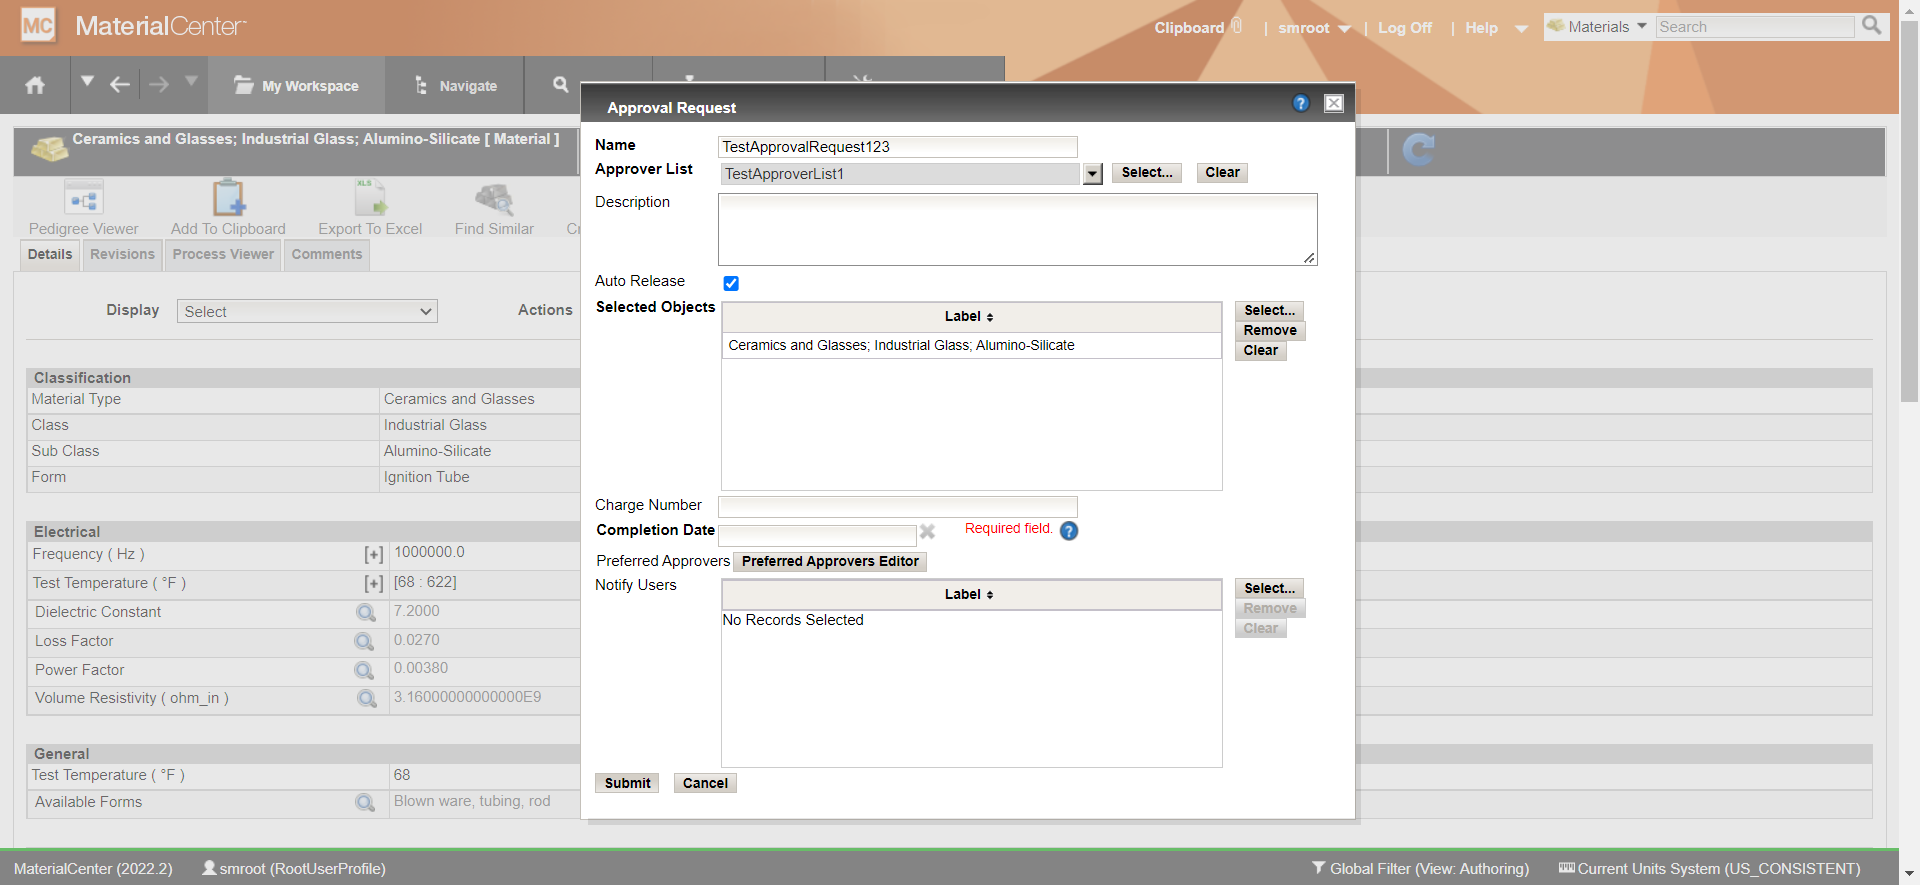 MC MaterialCenter
Clipboard | smroot | Log Off | Help
Materials Search
My Workspace Navigate
Approval Request
Ceramics and Glasses; Industrial Glass; Alumino-Silicate [ Material ]
Pedigree Viewer Add To Clipboard Export To Excel Find Similar
XLS
Details Revisions Process Viewer Comments
Display Select Actions
Classification
Material Type Ceramics and Glasses
Class Industrial Glass
Sub Class Alumino-Silicate
Form Ignition Tube
Electrical
Frequency ( Hz ) [+] 1000000.0
Test Temperature ( °F ) [+] [68 : 622]
Dielectric Constant 7.2000
Loss Factor 0.0270
Power Factor 0.00380
Volume Resistivity ( ohm_in ) 3.16000000000000E9
General
Test Temperature ( °F ) 68
Available Forms Blown ware, tubing, rod
Name TestApprovalRequest123
Approver List TestApproverList1 Select... Clear
Description
Auto Release
Selected Objects Label Select...
Remove
Ceramics and Glasses; Industrial Glass; Alumino-Silicate Clear
Charge Number
Completion Date Required field. ?
Preferred Approvers Preferred Approvers Editor
Notify Users Label Select...
Remove
No Records Selected Clear
Submit Cancel
MaterialCenter (2022.2) smroot (RootUserProfile) Global Filter (View: Authoring) Current Units System (US_CONSISTENT)